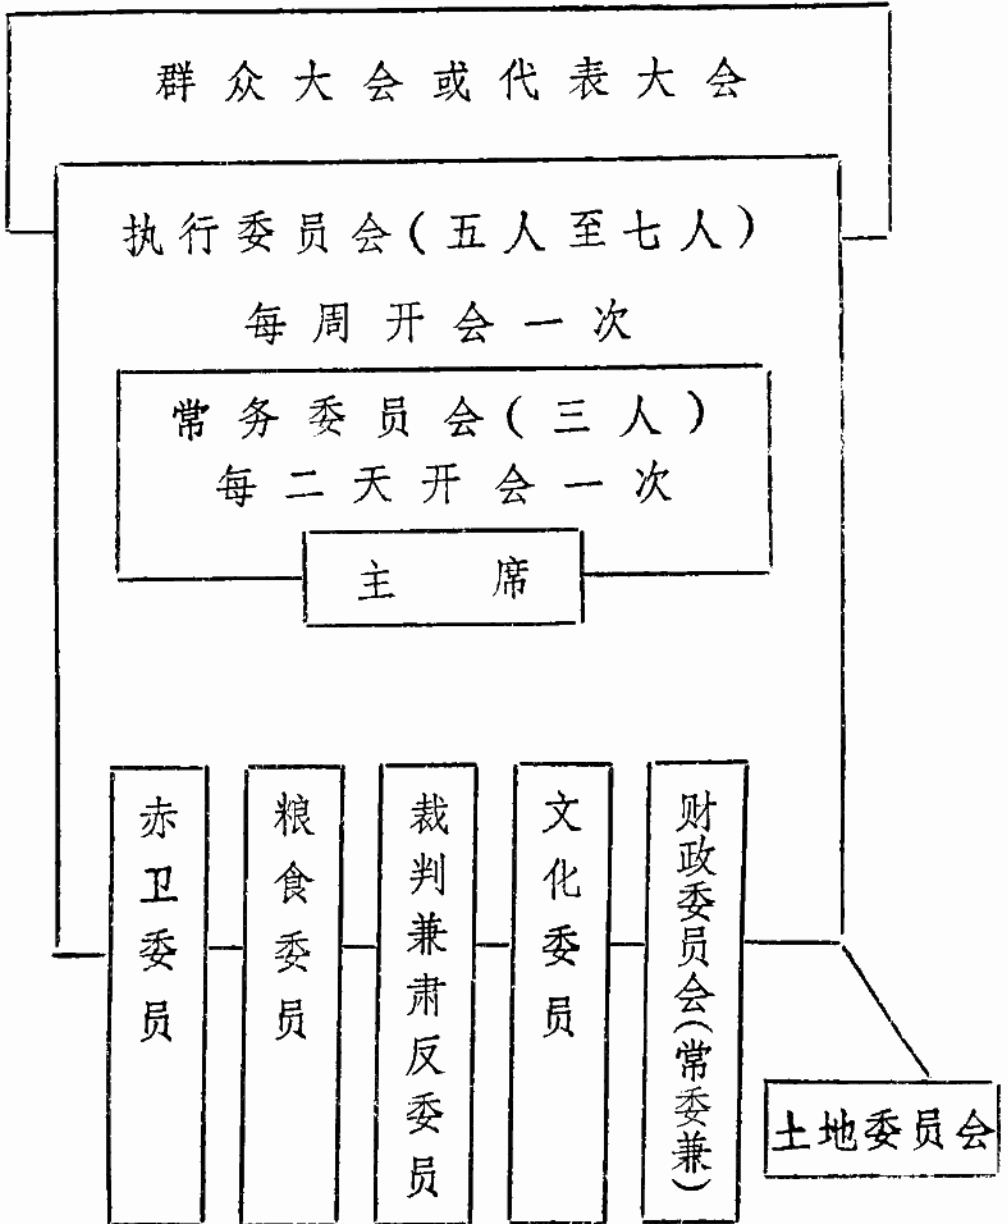 群众大会或代表大会
执行委员会(五人至七人)
每周开会一次
常务委员会(三人)
每二天开会一次
主席
赤卫委员
粮食委员
裁判兼肃反委员
文化委员
财政委员会(常委兼)
土地委员会